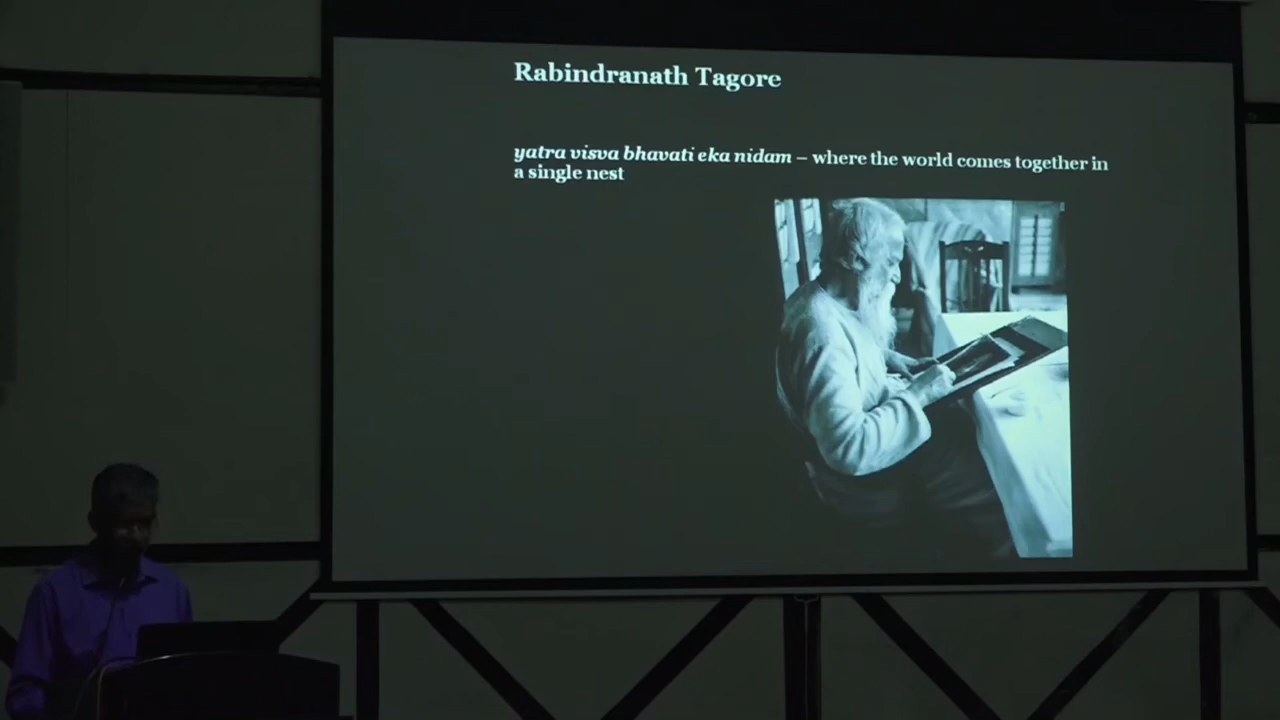 Rabindranath Tagore
yatra visva bhavati eka nidam – where the world comes together in
a single nest